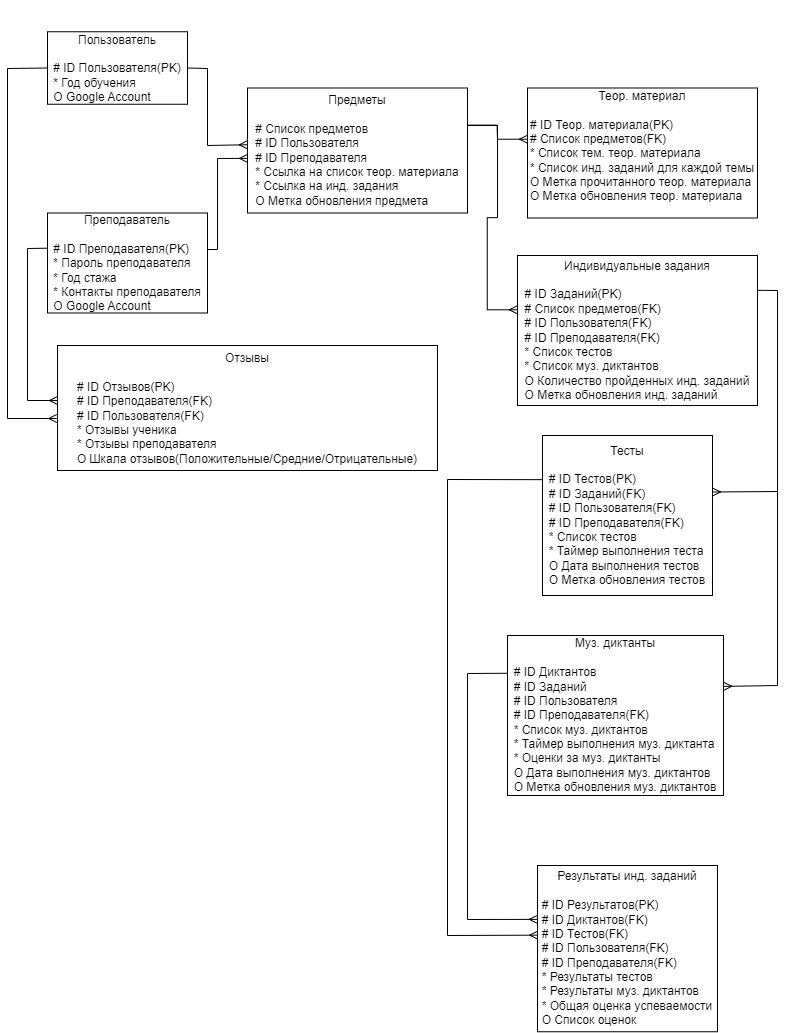 Пользователь
# ID Пользователя(PK)
* Год обучения
O Google Account
Предметы
# Список предметов
# ID Пользователя
# ID Преподавателя
* Ссылка на список теор. материала
* Ссылка на инд. задания
O Метка обновления предмета
Теор. материал
# ID Теор. материала(PK)
# Список предметов(FK)
* Список тем. теор. материала
* Список инд. заданий для каждой темы
O Метка прочитанного теор. материала
O Метка обновления теор. материала
Преподаватель
# ID Преподавателя(PK)
* Пароль преподавателя
* Год стажа
* Контакты преподавателя
O Google Account
Индивидуальные задания
# ID Заданий(PK)
# Список предметов(FK)
# ID Пользователя(FK)
# ID Преподавателя(FK)
* Список тестов
* Список муз. диктантов
O Количество пройденных инд. заданий
O Метка обновления инд. заданий
Отзывы
# ID Отзывов(PK)
# ID Преподавателя(FK)
# ID Пользователя(FK)
* Отзывы ученика
* Отзывы преподавателя
O Шкала отзывов(Положительные/Средние/Отрицательные)
Тесты
# ID Тестов(PK)
# ID Заданий(FK)
# ID Пользователя(FK)
# ID Преподавателя(FK)
* Список тестов
* Таймер выполнения теста
O Дата выполнения тестов
O Метка обновления тестов
Муз. диктанты
# ID Диктантов
# ID Заданий
# ID Пользователя
# ID Преподавателя(FK)
* Список муз. диктантов
* Таймер выполнения муз. диктанта
* Оценки за муз. диктанты
O Дата выполнения муз. диктантов
O Метка обновления муз. диктантов
Результаты инд. заданий
# ID Результатов(PK)
# ID Диктантов(FK)
# ID Тестов(FK)
# ID Пользователя(FK)
# ID Преподавателя(FK)
* Результаты тестов
* Результаты муз. диктантов
* Общая оценка успеваемости
O Список оценок